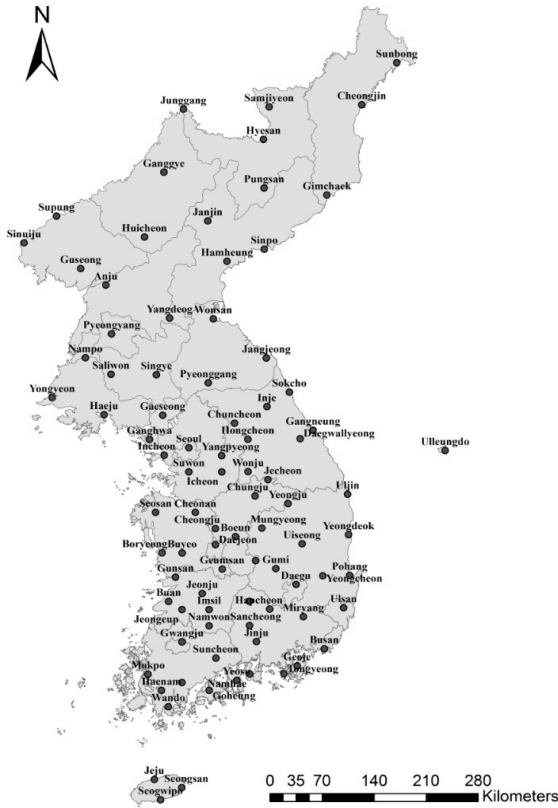 N
Sunbong
Cheongjin
Samjiyeon
Junggang
Hyesan
Ganggye
Pungsan
Gimchaek
Supung
Janjin
Huicheon
Sinuiju
Sinpo
Hamheung
Guseong
Anju
Yangdeog
Wonsan
Pyeongyang
Nampo
Jangjeong
Saliwon
Singye
Pyeonggang
Yongyeon
Sokcho
Haeju
Gaeseong
Inje
Chuncheon
Gangneung
Ganghwa
Hongcheon
Daegwallyeong
Seoul
Ulleungdo
Incheon
Yangpyeong
Suwon
Wonju
Icheon
Jecheon
Chungju
Uljin
Yeongju
Seosan
Cheonan
Cheongju
Boeun
Mungyeong
Yeongdeok
Daejeon
Uiseong
Boryeong
Buyeo
Geumsan
Gumi
Gunsan
Pohang
Daegu
Yeongcheon
Jeonju
Buan
Imsil
Hapcheon
Ulsan
Jeongeup
Namwon
Sancheong
Miryang
Gwangju
Jinju
Busan
Suncheon
Mokpo
Geoje
Yeosu
Tongyeong
Haenam
Namhae
Wando
Goheung
Jeju
Seongsan
Seogwipo
0 35 70 140 210 280
Kilometers